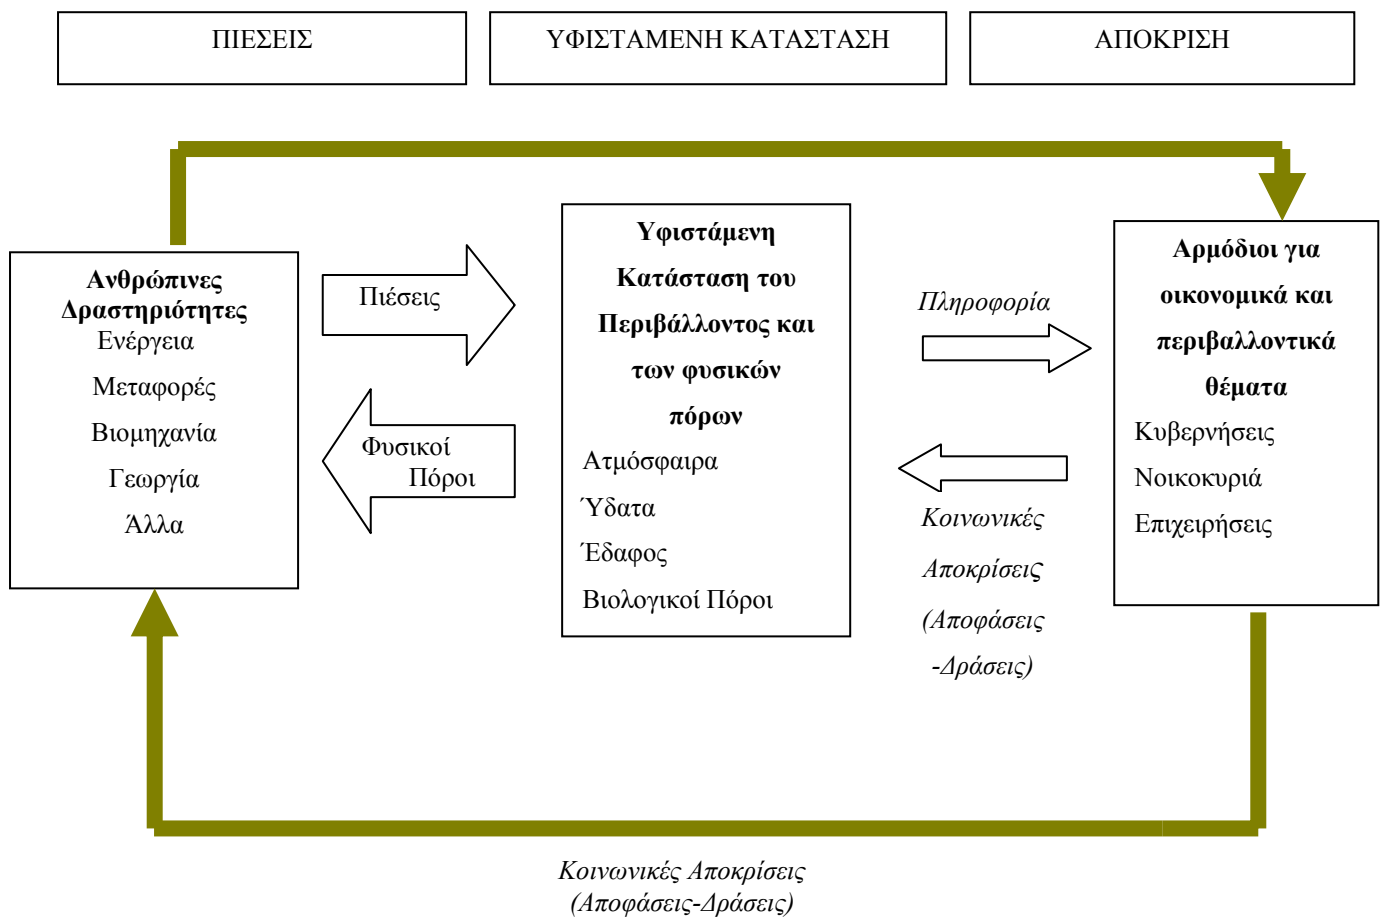 ΠΙΕΣΕΙΣ
ΥΦΙΣΤΑΜΕΝΗ ΚΑΤΑΣΤΑΣΗ
ΑΠΟΚΡΙΣΗ
Ανθρώπινες
Δραστηριότητες
Ενέργεια
Μεταφορές
Βιομηχανία
Γεωργία
Άλλα
Πιέσεις
Φυσικοί
Πόροι
Υφιστάμενη
Κατάσταση του
Περιβάλλοντος και
των φυσικών
πόρων
Ατμόσφαιρα
Ύδατα
Έδαφος
Βιολογικοί Πόροι
Πληροφορία
Κοινωνικές
Αποκρίσεις
(Αποφάσεις
-Δράσεις)
Αρμόδιοι για
οικονομικά και
περιβαλλοντικά
θέματα
Κυβερνήσεις
Νοικοκυριά
Επιχειρήσεις
Κοινωνικές Αποκρίσεις
(Αποφάσεις-Δράσεις)